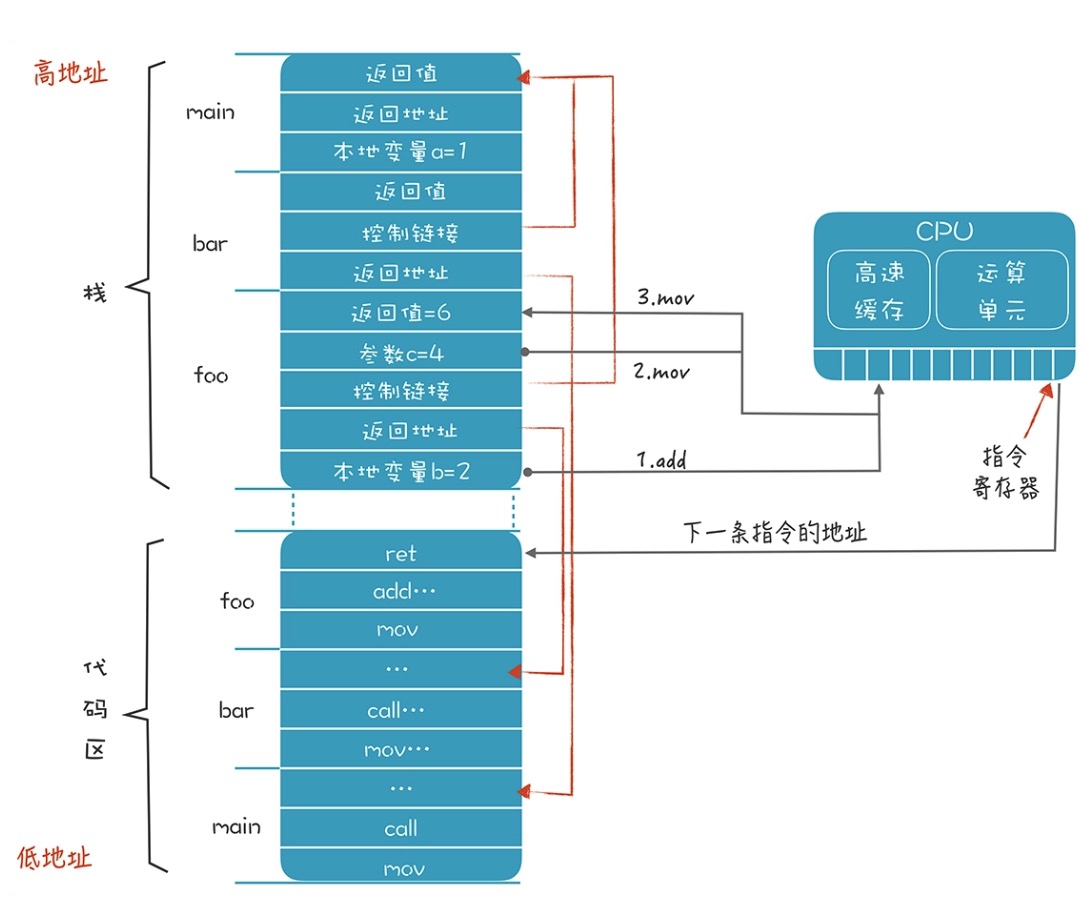 高地址
栈
main
返回值
返回地址
本地变量a=1
bar
返回值
控制链接
返回地址
foo
返回值=6
参数c=4
控制链接
返回地址
本地变量b=2
3.mov
2.mov
1.add
CPU
高速
缓存
运算
单元
指令
寄存器
下一条指令的地址
代
码
区
foo
ret
add…
mov
bar
…
call…
mov…
main
…
call
mov
低地址